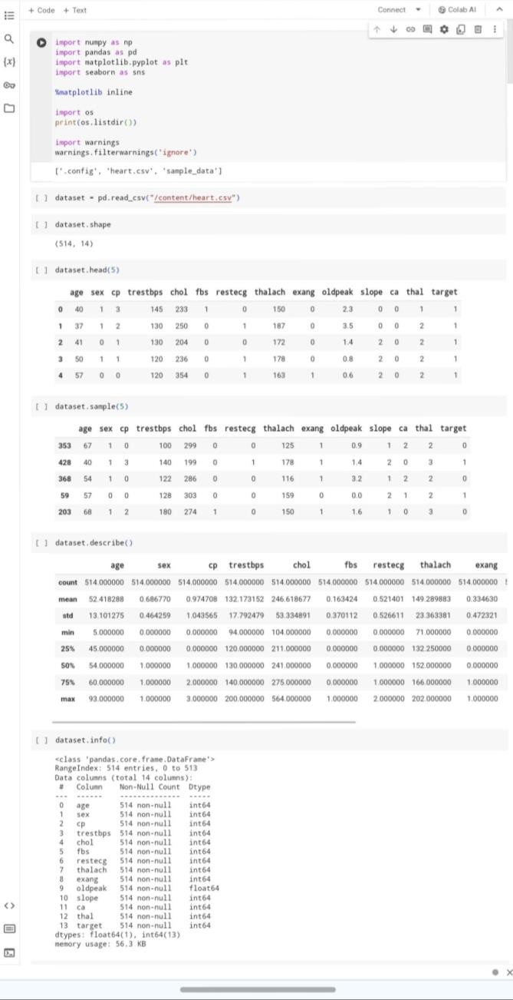 + Code + Text
Connect
Colab AI
import numpy as np
import pandas as pd
import matplotlib.pyplot as plt
import seaborn as sns
%matplotlib inline
import os
print(os.listdir())
import warnings
warnings.filterwarnings('ignore')
['.config', 'heart.csv', 'sample_data']
[ ] dataset = pd.read_csv("/content/heart.csv")
[ ] dataset.shape
(514, 14)
[ ] dataset.head(5)
age sex cp trestbps chol fbs restecg thalach exang oldpeak slope ca thal target
0 40 1 3 145 233 1 0 150 0 2.3 0 0 1 1
1 37 1 2 130 250 0 1 187 0 3.5 0 0 2 1
2 41 0 1 130 204 0 0 172 0 1.4 2 0 2 1
3 50 1 1 120 236 0 1 178 0 0.8 2 0 2 1
4 57 0 0 120 354 0 1 163 1 0.6 2 0 2 1
[ ] dataset.sample(5)
age sex cp trestbps chol fbs restecg thalach exang oldpeak slope ca thal target
353 67 1 0 100 299 0 0 125 1 0.9 1 2 2 0
428 40 1 3 140 199 0 1 178 1 1.4 2 0 3 1
368 54 1 0 122 286 0 0 116 1 3.2 1 2 2 0
59 57 0 0 128 303 0 0 159 0 0.0 2 1 2 1
203 68 1 2 180 274 1 0 150 1 1.6 1 0 3 0
[ ] dataset.describe()
age sex cp trestbps chol fbs restecg thalach exang
count 514.000000 514.000000 514.000000 514.000000 514.000000 514.000000 514.000000 514.000000 514.000000
mean 52.418288 0.686770 0.974708 132.173152 246.618677 0.163424 0.521401 149.289883 0.334630
std 13.101275 0.464259 1.043565 17.792479 53.334891 0.370112 0.526611 23.363381 0.472321
min 5.000000 0.000000 0.000000 94.000000 104.000000 0.000000 0.000000 71.000000 0.000000
25% 45.000000 0.000000 0.000000 120.000000 211.000000 0.000000 0.000000 132.250000 0.000000
50% 54.000000 1.000000 1.000000 130.000000 241.000000 0.000000 1.000000 152.000000 0.000000
75% 60.000000 1.000000 2.000000 140.000000 275.000000 0.000000 1.000000 166.000000 1.000000
max 93.000000 1.000000 3.000000 200.000000 564.000000 1.000000 2.000000 202.000000 1.000000
[ ] dataset.info()
<class 'pandas.core.frame.DataFrame'>
RangeIndex: 514 entries, 0 to 513
Data columns (total 14 columns):
# Column Non-Null Count Dtype
--- ------ -------------- -----
0 age 514 non-null int64
1 sex 514 non-null int64
2 cp 514 non-null int64
3 trestbps 514 non-null int64
4 chol 514 non-null int64
5 fbs 514 non-null int64
6 restecg 514 non-null int64
7 thalach 514 non-null int64
8 exang 514 non-null int64
9 oldpeak 514 non-null float64
10 slope 514 non-null int64
11 ca 514 non-null int64
12 thal 514 non-null int64
13 target 514 non-null int64
dtypes: float64(1), int64(13)
memory usage: 56.3 KB